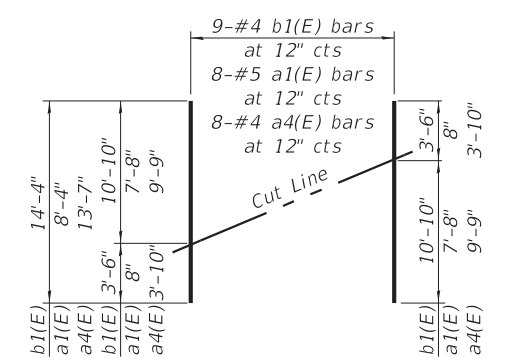 9-#4 b1(E) bars
at 12" cts
8-#5 a1(E) bars
at 12" cts
8-#4 a4(E) bars
at 12" cts
Cut Line
14'-4"
8'-4"
13'-7"
10'-10"
7'-8"
9'-9"
3'-6"
8"
3'-10"
b1(E)
a1(E)
a4(E)
b1(E)
a1(E)
a4(E)
3'-6"
8"
3'-10"
10'-10"
7'-8"
9'-9"
b1(E)
a1(E)
a4(E)